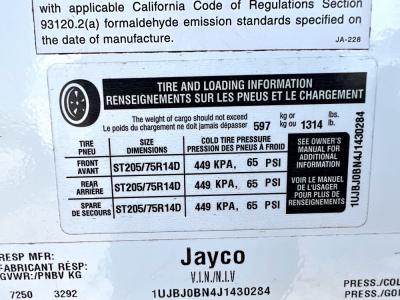 with applicable California Code of Regulations Section
93120.2(a) formaldehyde emission standards specified on
the date of manufacture.
JA-228
TIRE AND LOADING INFORMATION
RENSEIGNEMENTS SUR LES PNEUS ET LE CHARGEMENT
The weight of cargo should not exceed
Le poids du chargement ne doit jamais dépasser 597 kg or kg ou 1314 lbs. lb.
TIRE PNEU SIZE DIMENSIONS COLD TIRE PRESSURE PRESSION DES PNEUS À FROID
FRONT AVANT ST205/75R14D 449 KPA, 65 PSI
REAR ARRIÈRE ST205/75R14D 449 KPA, 65 PSI
SPARE DE SECOURS ST205/75R14D 449 KPA, 65 PSI
SEE OWNER'S
MANUAL FOR
ADDITIONAL
INFORMATION
VOIR LE MANUEL
DE L'USAGER
POUR PLUS DE
RENSEIGNEMENTS
1UJBJ0BN4J1430284
RESP MFR:
FABRICANT RÉSP:
Jayco
GVWR:/PNBV KG
V.I.N./N.I.V
PRESS./CO
7250 3292
1UJBJ0BN4J1430284
PRESS./